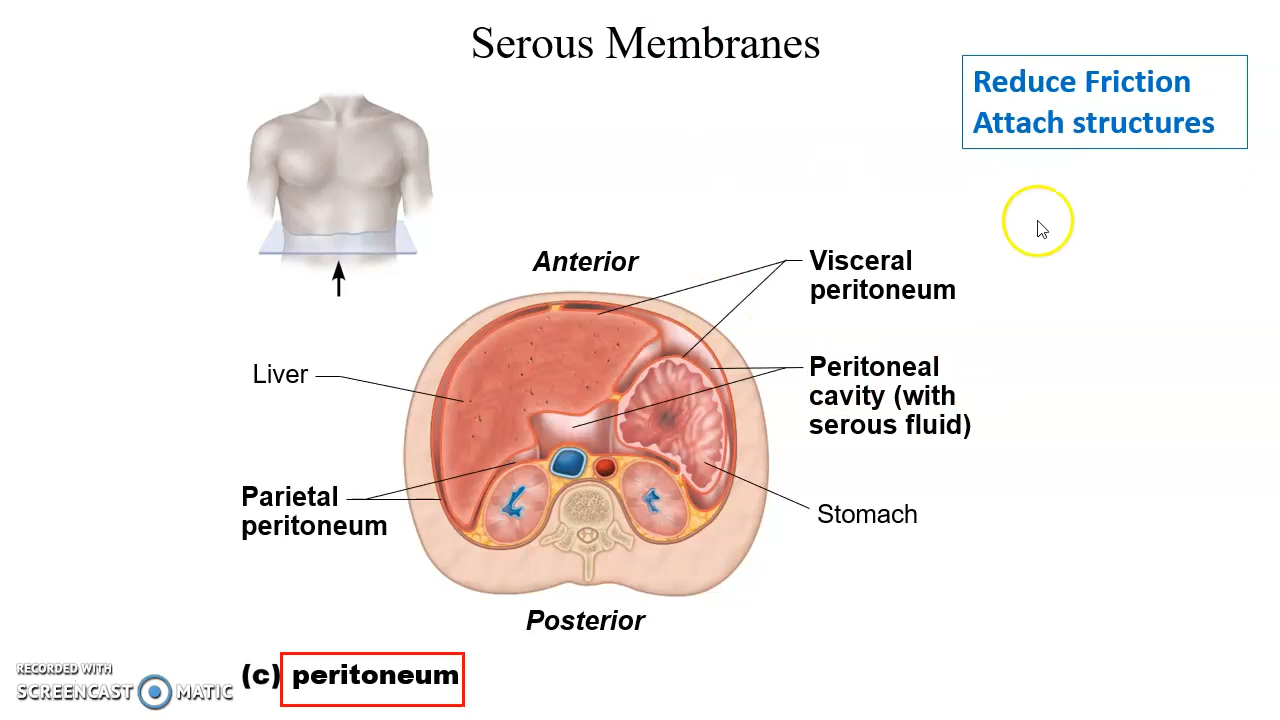 Serous Membranes
Reduce Friction
Attach structures
Anterior
Visceral
peritoneum
Liver
Peritoneal
cavity (with
serous fluid)
Parietal
peritoneum
Stomach
Posterior
(c) peritoneum
RECORDED WITH
SCREENCAST MATIC